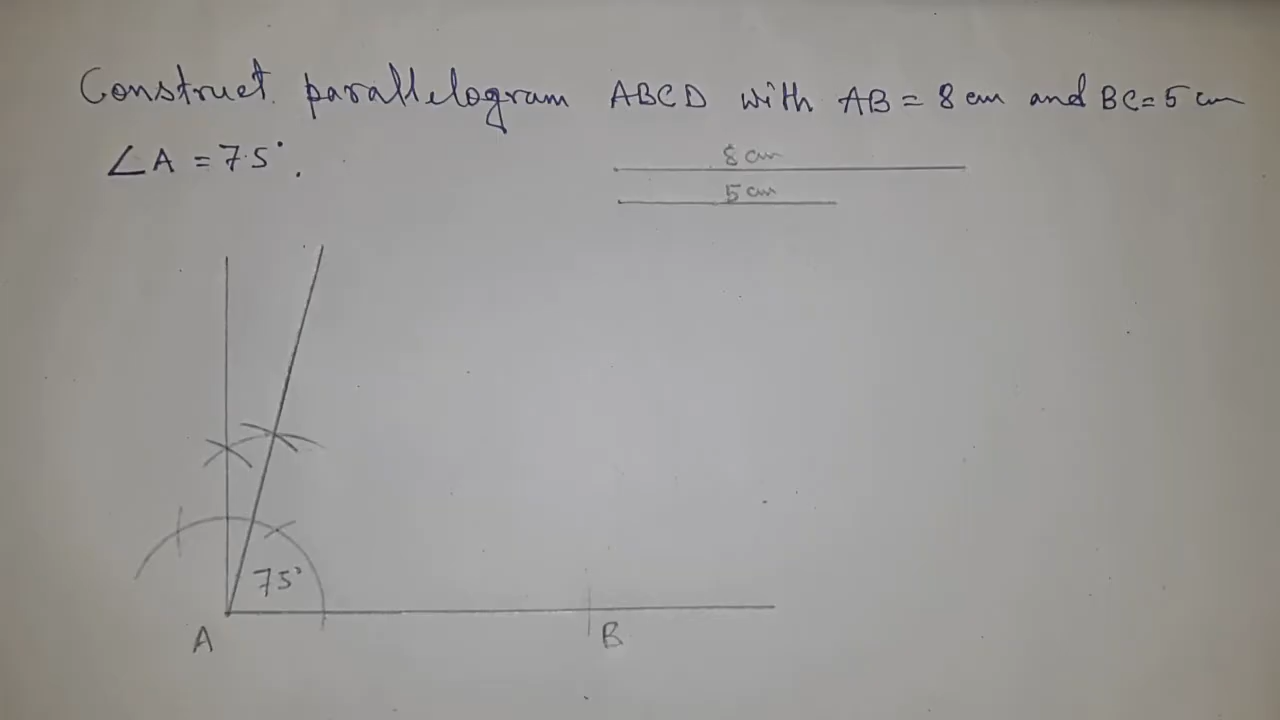 Construct parallelogram ABCD with AB = 8 cm and BC = 5 cm
∠A = 75°.
8 cm
5 cm
75°
A
B